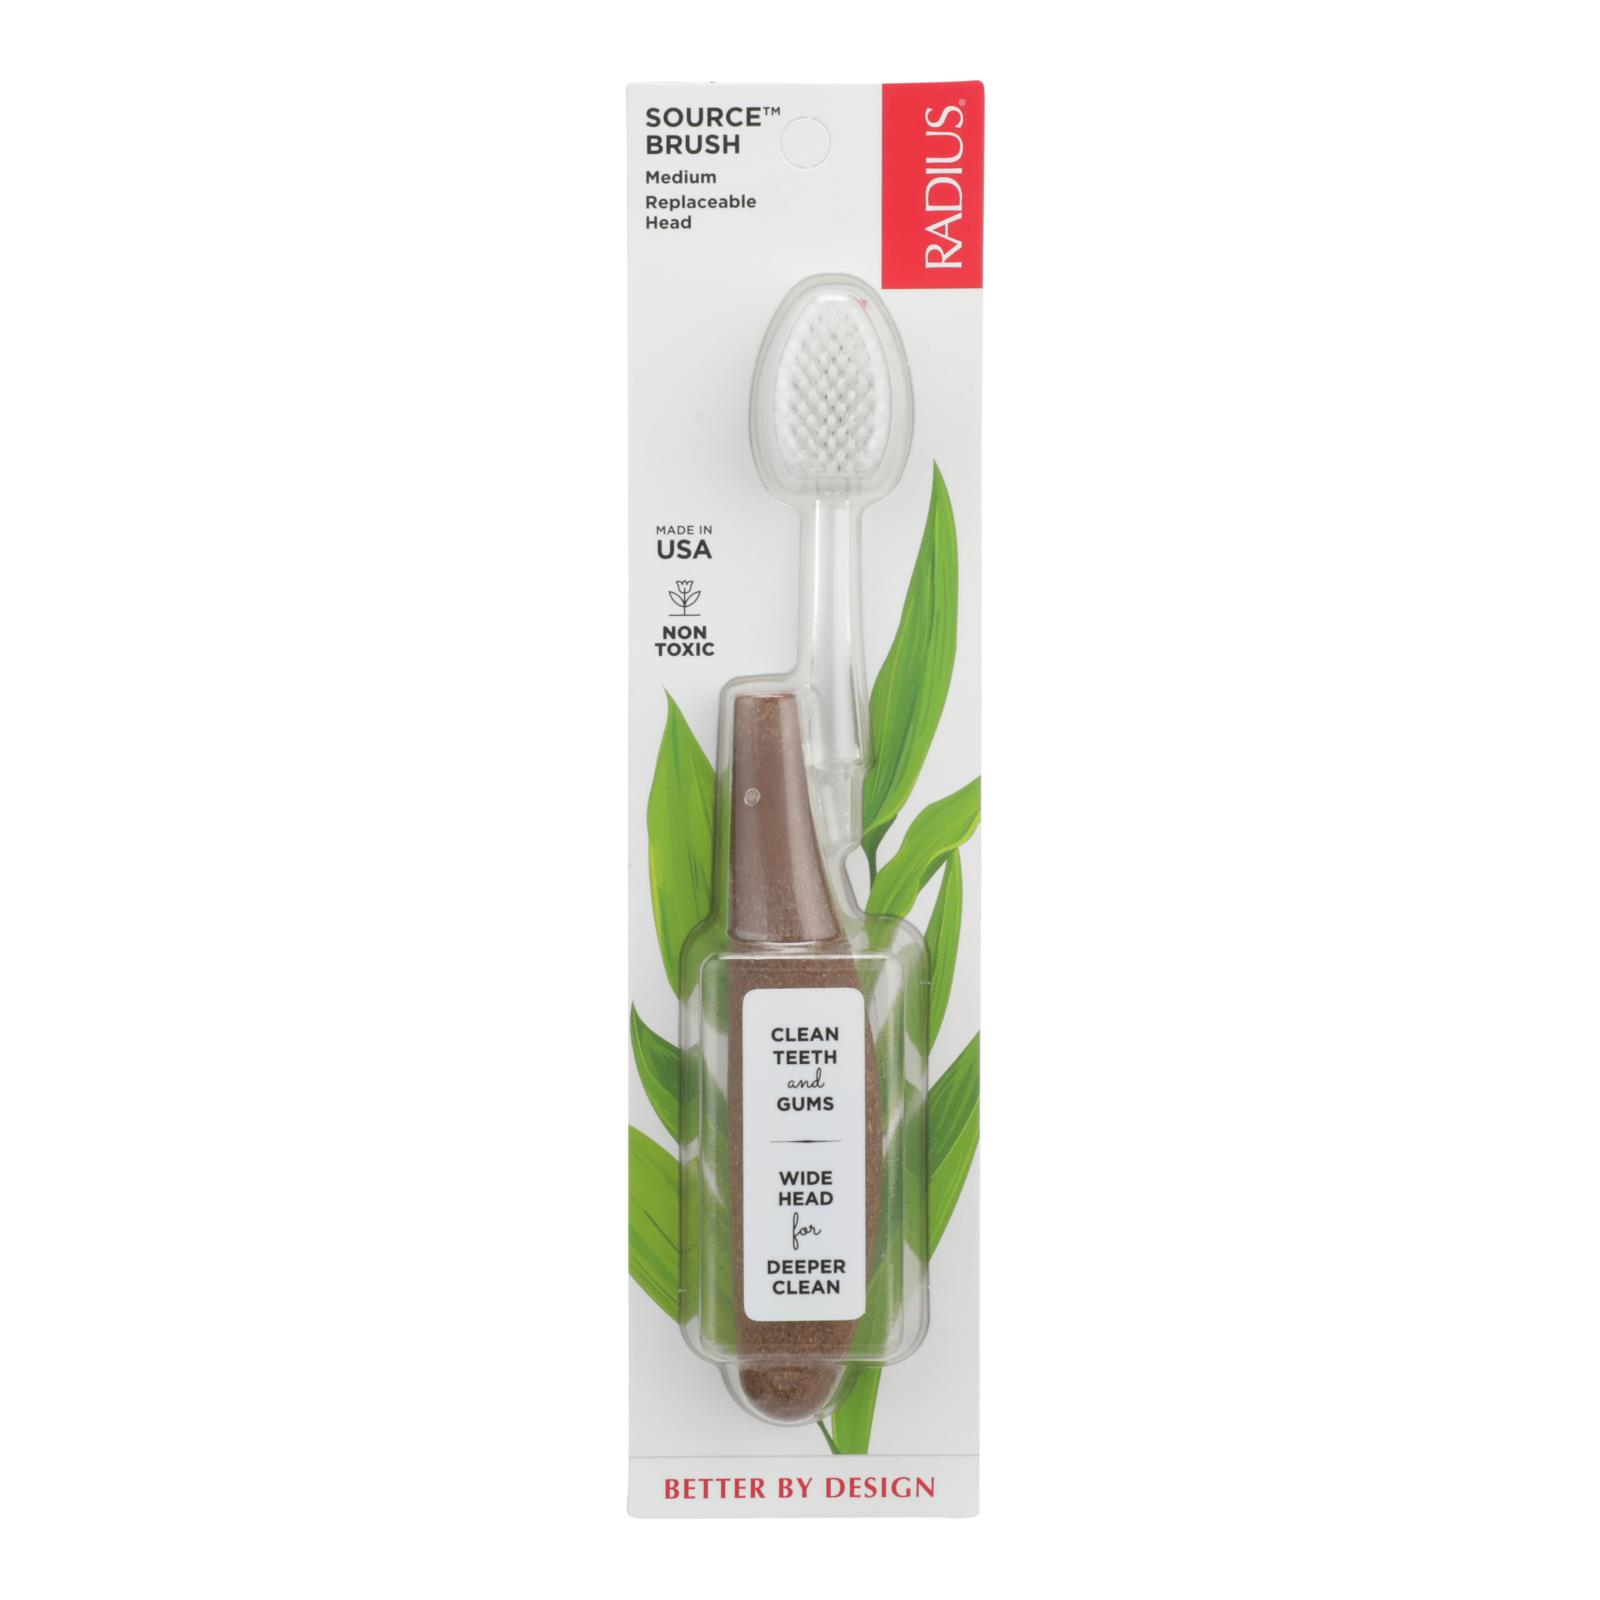 SOURCE™
BRUSH
Medium
Replaceable
Head
RADIUS®
MADE IN
USA
NON
TOXIC
CLEAN
TEETH
and
GUMS
WIDE
HEAD
for
DEEPER
CLEAN
BETTER BY DESIGN